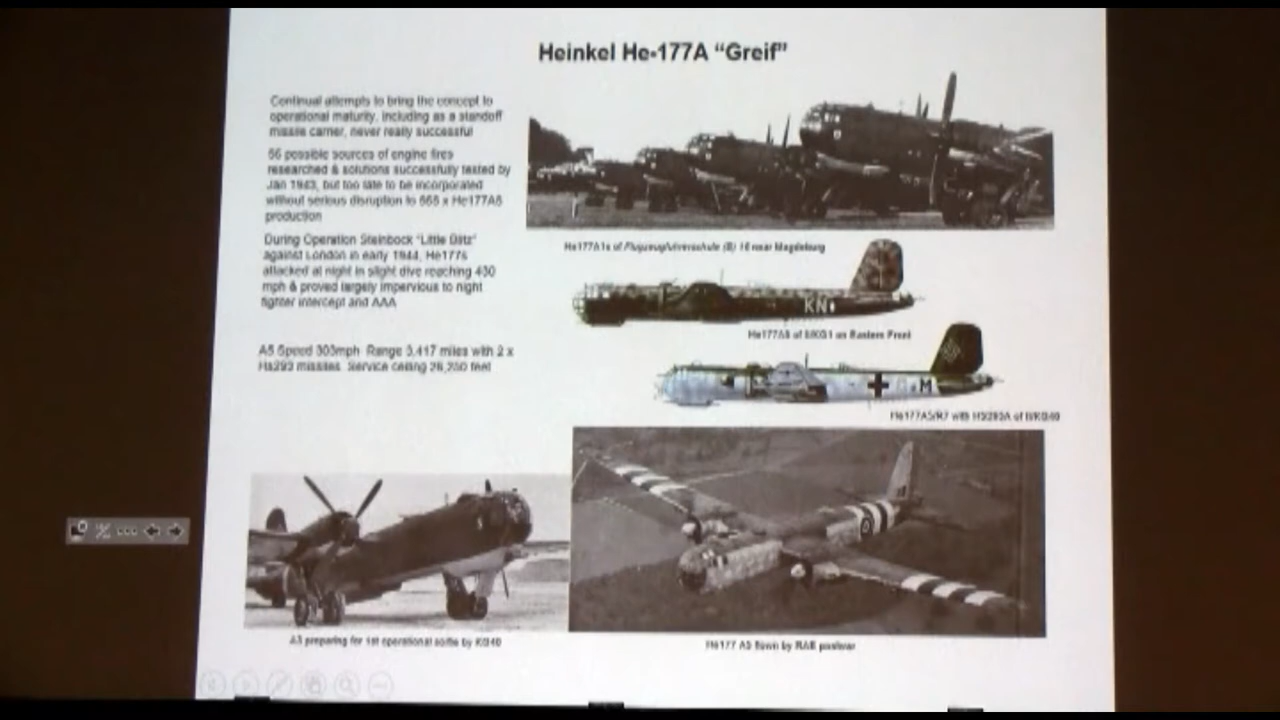 Heinkel He-177A “Greif”
Continual attempts to bring the concept to
operational maturity, including as a standoff
missile carrier, never really successful
56 possible sources of engine fires
researched & solutions successfully tested by
Jan 1943, but too late to be incorporated
without serious disruption to 565 x He177A5
production
During Operation Steinbock “Little Blitz”
against London in early 1944, He177s
attacked at night in slight dive reaching 430
mph & proved largely impervious to night
fighter intercept and AAA
A5 Speed 303mph Range 3,417 miles with 2 x
Hs293 missiles Service ceiling 26,250 feet
He177A1s of Flugzeugfuhrerschule (B) 16 near Magdeburg
KN
He177A5 of on Eastern Front
M
He177A5/R7 with HS293A of
A3 preparing for 1st operational sortie by KG40
He177 A5 flown by RAE postwar